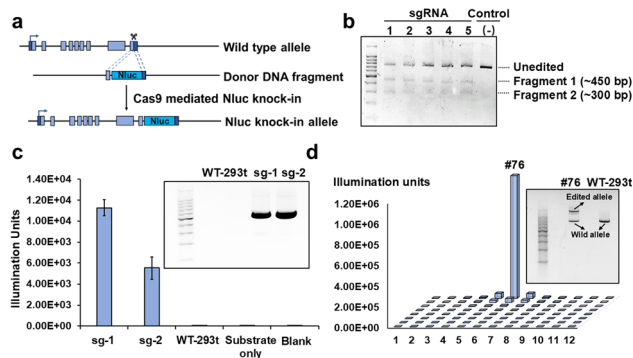 a
Wild type allele
Nluc
Donor DNA fragment
Cas9 mediated Nluc knock-in
Nluc
Nluc knock-in allele
b
sgRNA Control
1 2 3 4 5 (-)
Unedited
Fragment 1 (~450 bp)
Fragment 2 (~300 bp)
c
Illumination Units
1.40E+04
1.20E+04
1.00E+04
8.00E+03
6.00E+03
4.00E+03
2.00E+03
0.00E+00
sg-1 sg-2 WT-293t Substrate only Blank
WT-293t sg-1 sg-2
d
Illumination units
#76
1.20E+06
1.00E+06
8.00E+05
6.00E+05
4.00E+05
2.00E+05
0.00E+00
1 2 3 4 5 6 7 8 9 10 11 12
#76 WT-293t
Edited allele
Wild allele